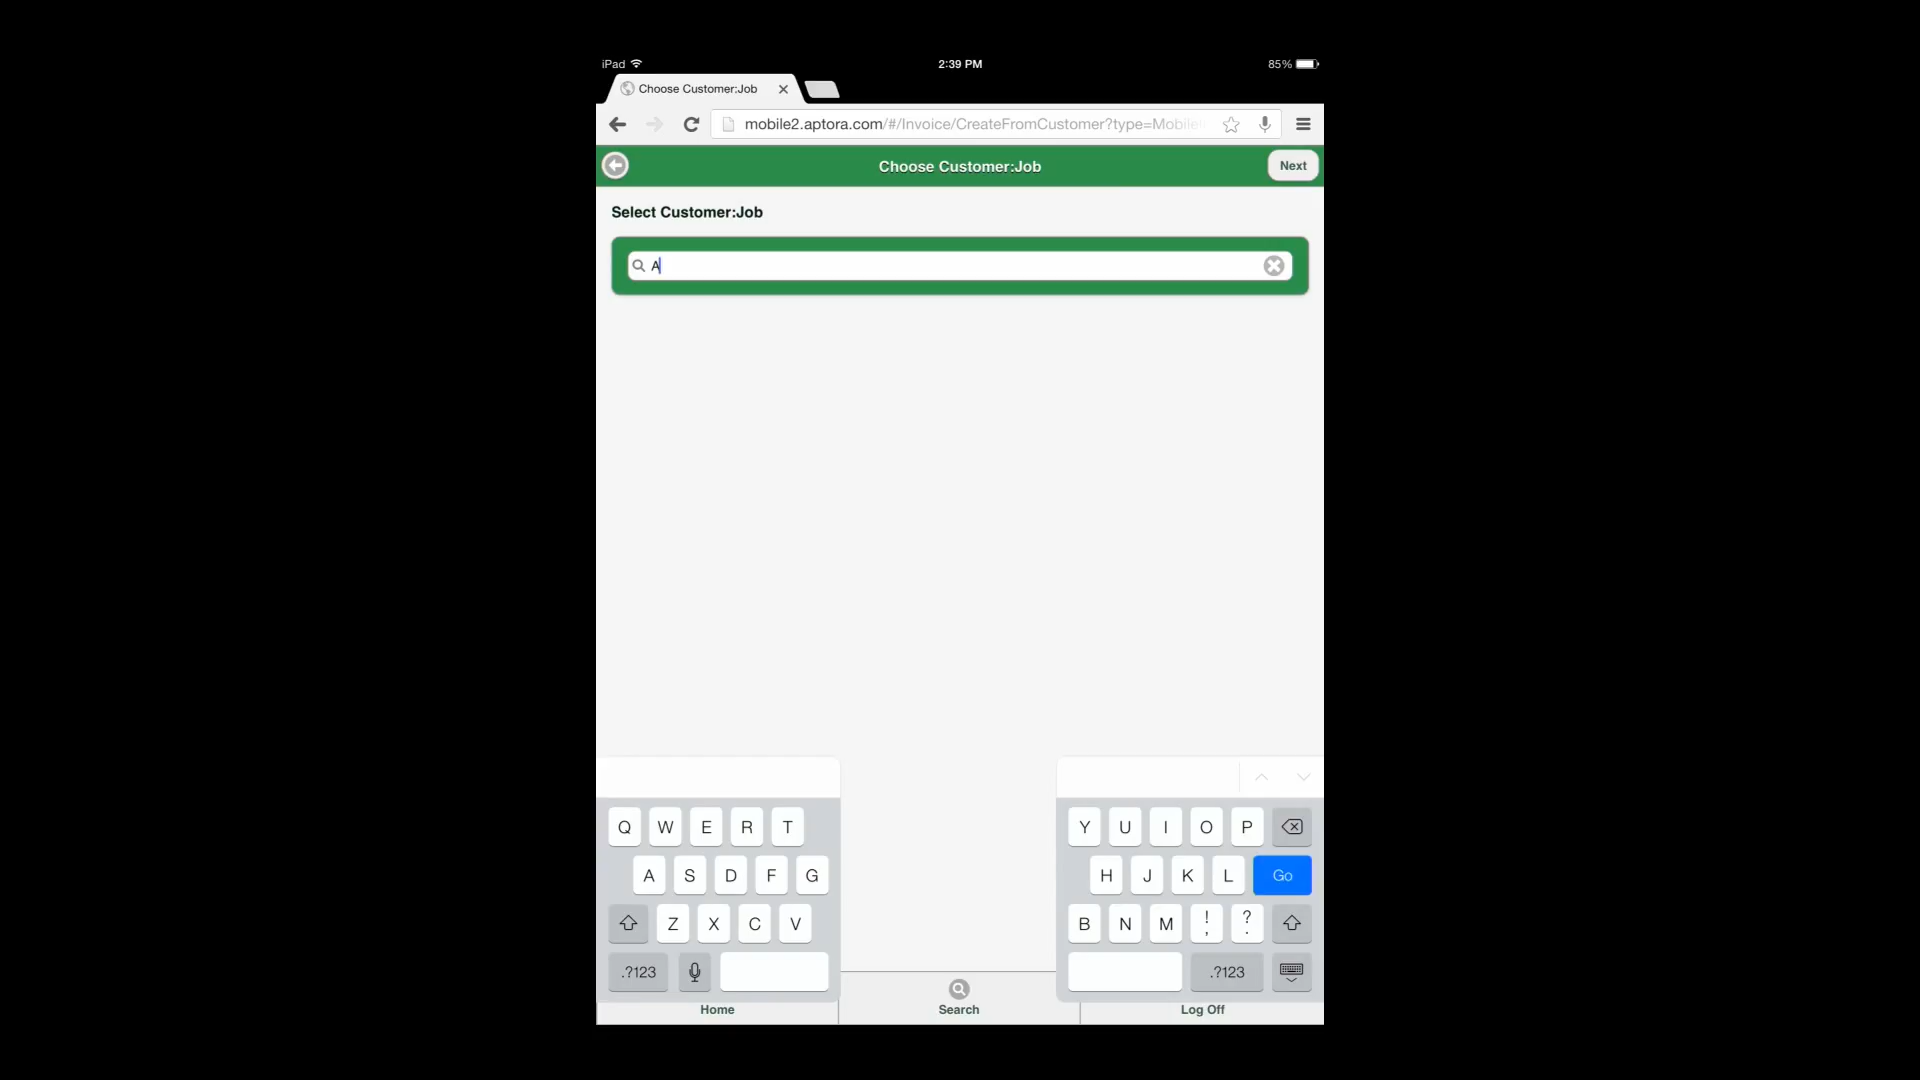 iPad 2:39 PM 85%
Choose Customer:Job
mobile2.aptora.com/#/Invoice/CreateFromCustomer?type=Mobile
Choose Customer:Job Next
Select Customer:Job
A
Q W E R T Y U I O P
A S D F G H J K L Go
Z X C V B N M ! , ? .
.?123 .?123
Home Search Log Off